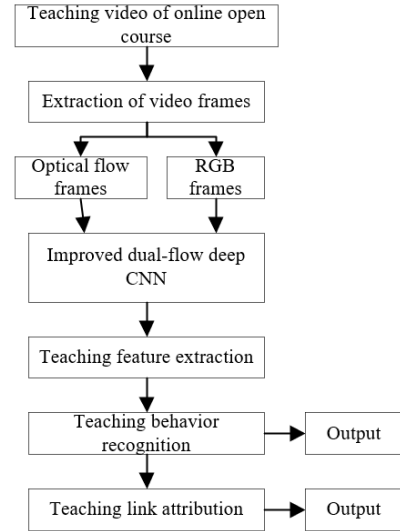 Teaching video of online open
course
Extraction of video frames
Optical flow
frames
RGB
frames
Improved dual-flow deep
CNN
Teaching feature extraction
Teaching behavior
recognition
Output
Teaching link attribution
Output